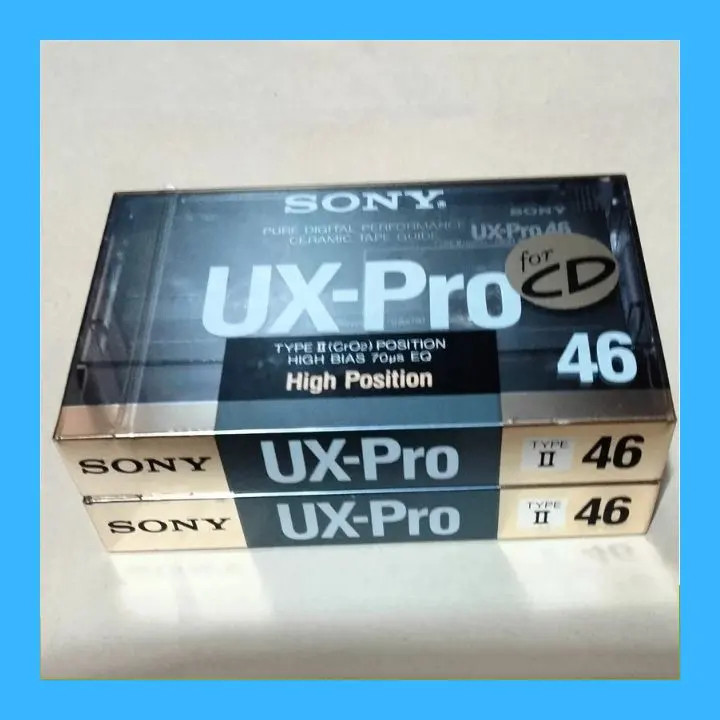 SONY.
PURE DIGITAL PERFORMANCE
CERAMIC TAPE GUIDE
SONY
UX-Pro 46
for
CD
UX-Pro
TYPE II (CrO2) POSITION
HIGH BIAS 70μs EQ
High Position
46
SONY UX-Pro TYPE II 46
SONY UX-Pro TYPE II 46